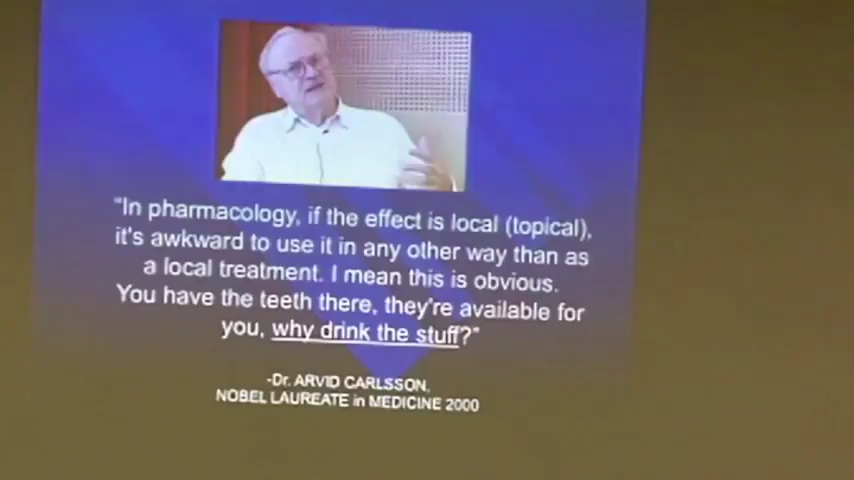 "In pharmacology, if the effect is local (topical),
it's awkward to use it in any other way than as
a local treatment. I mean this is obvious.
You have the teeth there, they're available for
you, why drink the stuff?"
-Dr. ARVID CARLSSON,
NOBEL LAUREATE in MEDICINE 2000